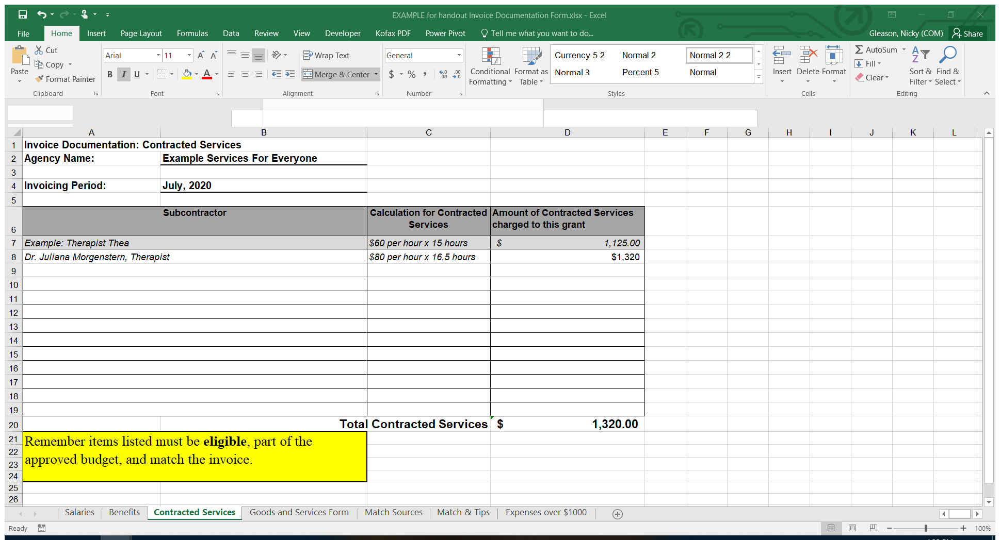 EXAMPLE for handout Invoice Documentation Form.xlsx - Excel
File Home Insert Page Layout Formulas Data Review View Developer Kofax PDF Power Pivot Tell me what you want to do... Gleason, Nicky (COM) Share
Paste
Cut
Copy
Format Painter
Clipboard
Arial 11 A A
B I U A
Font
Wrap Text
Merge & Center
Alignment
General
$ % ,
Number
Conditional Formatting
Format as Table
Currency 5 2 Normal 2 Normal 2 2
Normal 3 Percent 5 Normal
Styles
Insert Delete Format
Cells
AutoSum
Fill
Clear
Sort & Filter
Find & Select
Editing
A B C D E F G H I J K L
1 Invoice Documentation: Contracted Services
2 Agency Name: Example Services For Everyone
3
4 Invoicing Period: July, 2020
5
6 Subcontractor Calculation for Contracted Services Amount of Contracted Services charged to this grant
7 Example: Therapist Thea $60 per hour x 15 hours $ 1,125.00
8 Dr. Juliana Morgenstern, Therapist $80 per hour x 16.5 hours $1,320
9
10
11
12
13
14
15
16
17
18
19
20 Total Contracted Services $ 1,320.00
21 Remember items listed must be eligible, part of the
22 approved budget, and match the invoice.
23
24
25
26
Salaries Benefits Contracted Services Goods and Services Form Match Sources Match & Tips Expenses over $1000
Ready 100%